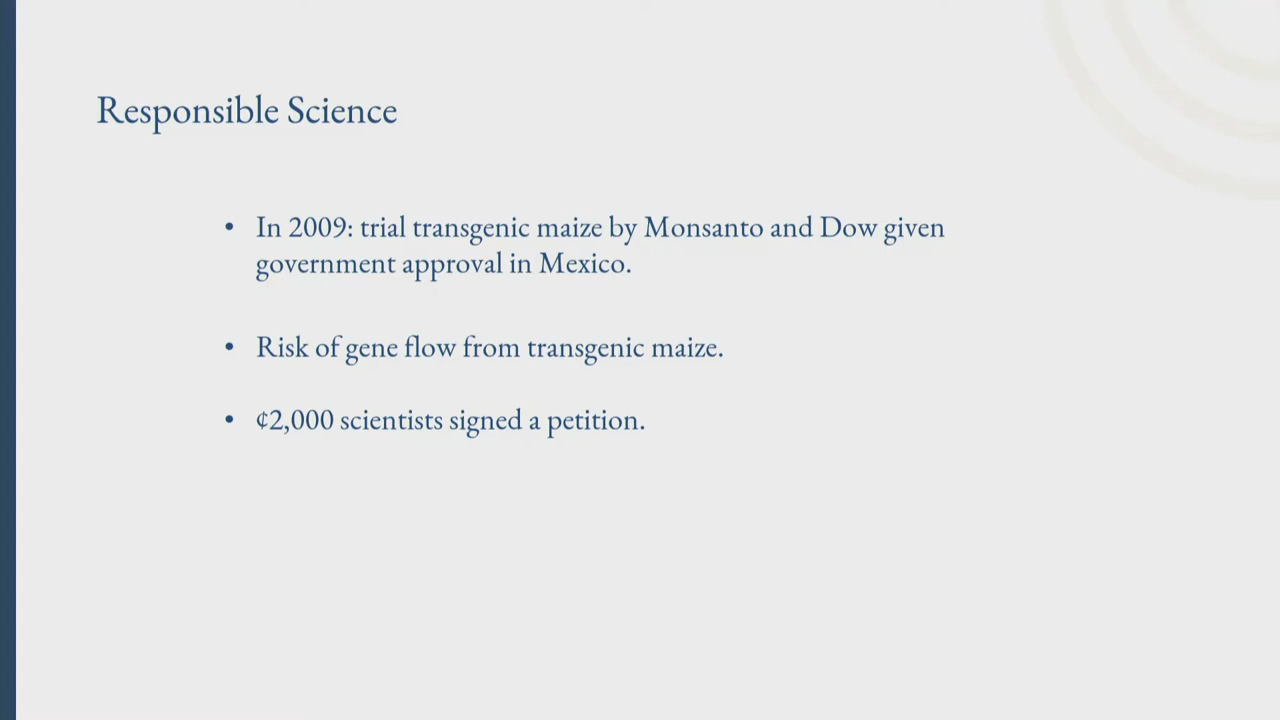 Responsible Science
• In 2009: trial transgenic maize by Monsanto and Dow given
government approval in Mexico.
• Risk of gene flow from transgenic maize.
• ¢2,000 scientists signed a petition.